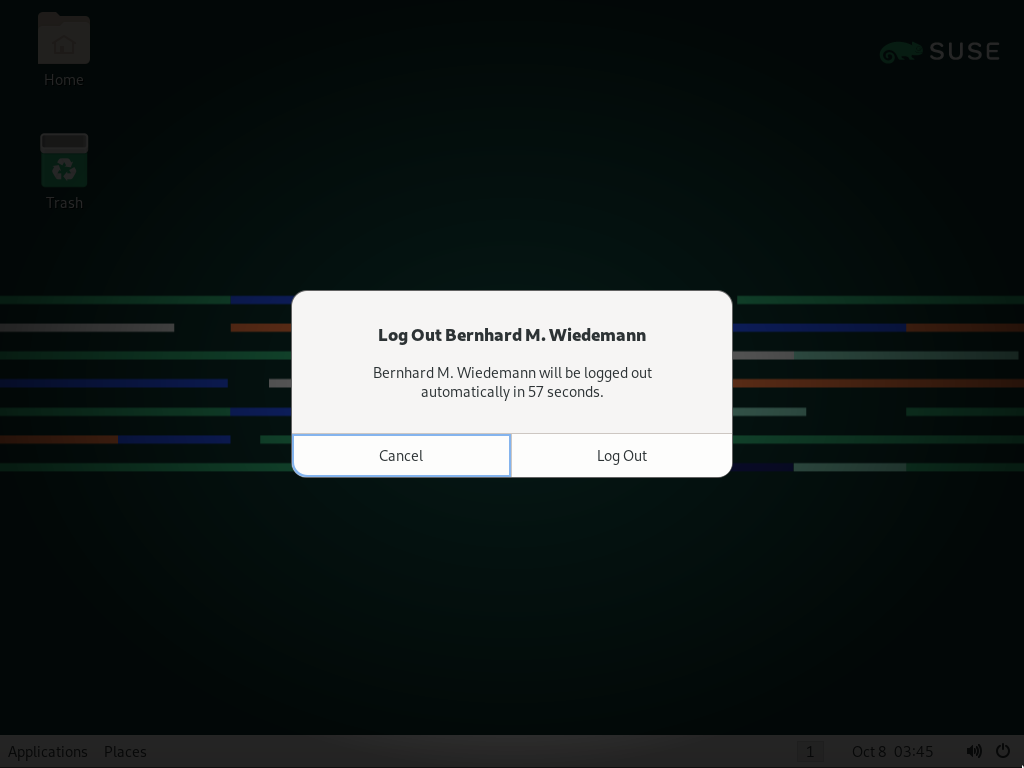 Home
SUSE
Trash
Log Out Bernhard M. Wiedemann
Bernhard M. Wiedemann will be logged out
automatically in 57 seconds.
Cancel
Log Out
Applications
Places
1
Oct 8 03:45